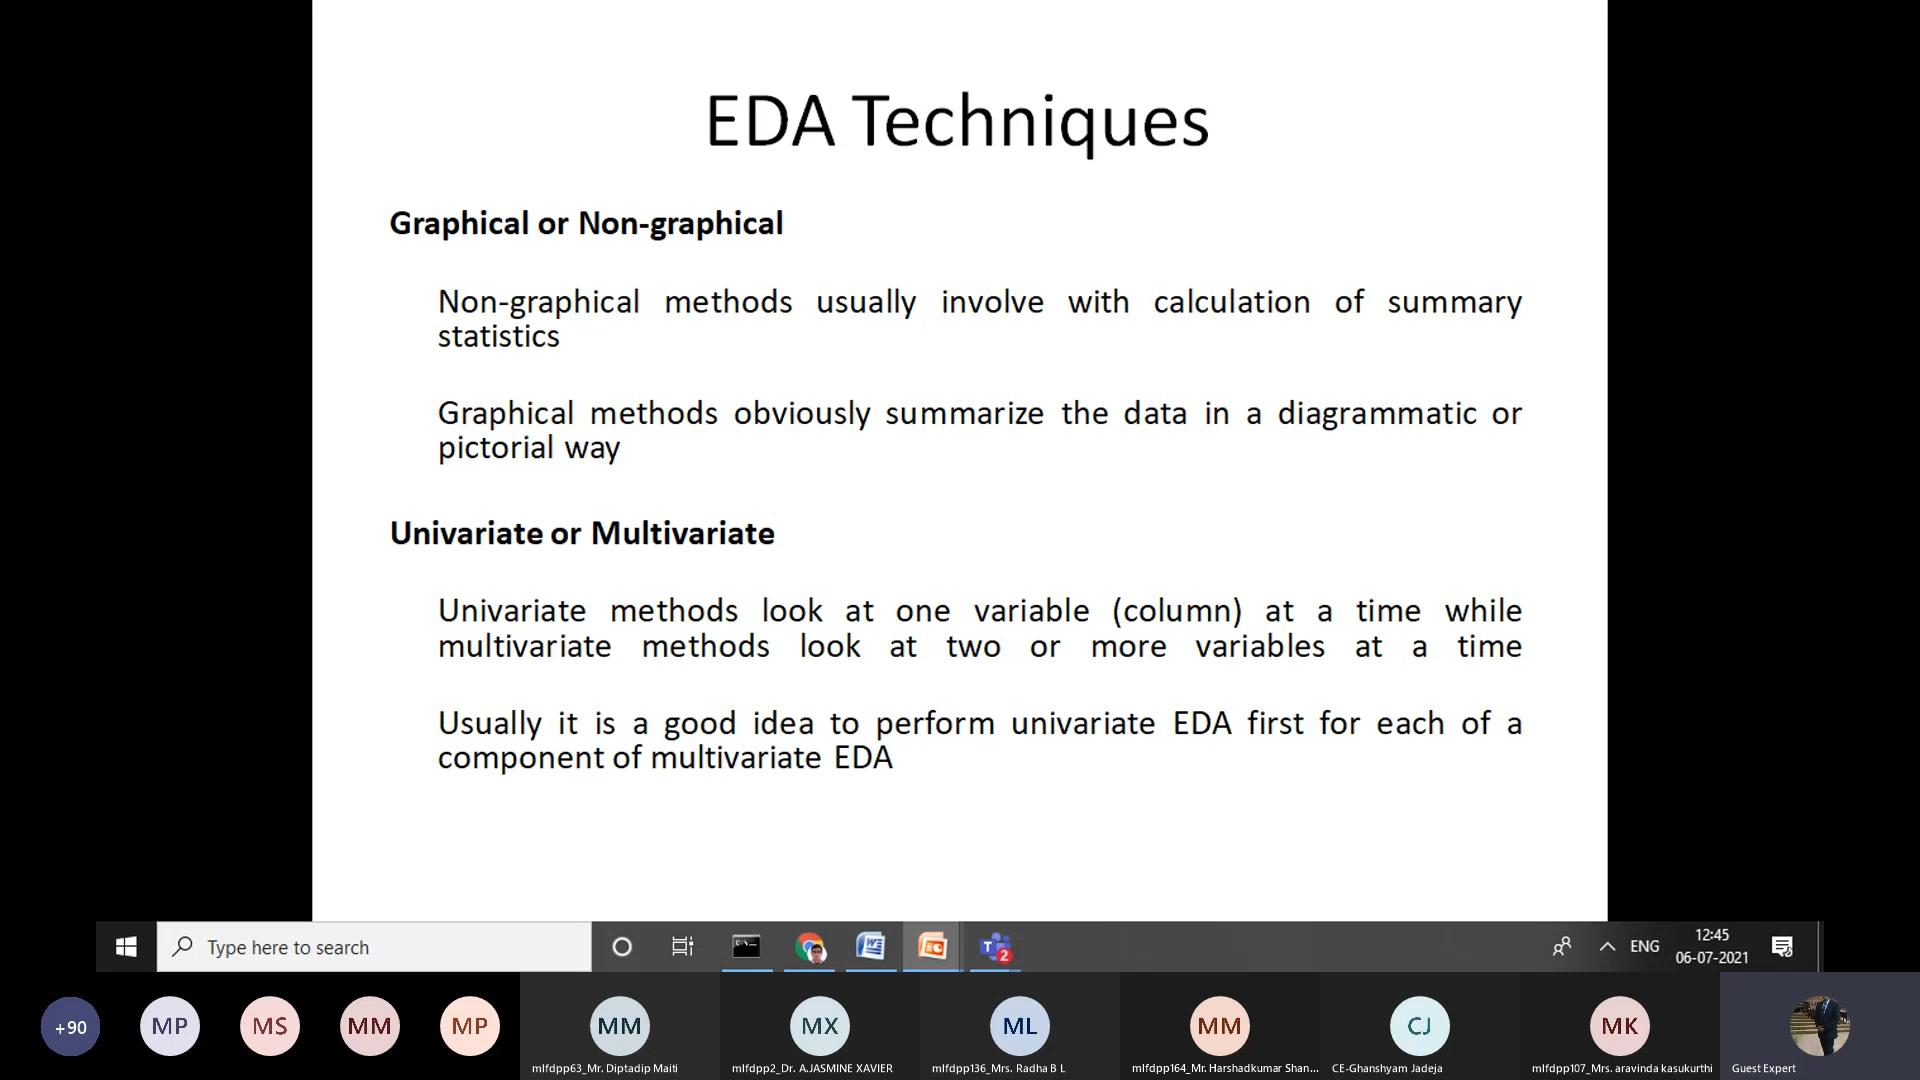 EDA Techniques
Graphical or Non-graphical
Non-graphical methods usually involve with calculation of summary
statistics
Graphical methods obviously summarize the data in a diagrammatic or
pictorial way
Univariate or Multivariate
Univariate methods look at one variable (column) at a time while
multivariate methods look at two or more variables at a time
Usually it is a good idea to perform univariate EDA first for each of a
component of multivariate EDA
Type here to search
2
ENG
12:45
06-07-2021
+90
MP
MS
MM
MP
MM
MX
ML
MM
CJ
MK
mlfdpp63_Mr. Diptadip Maiti
mlfdpp2_Dr. A.JASMINE XAVIER
mlfdpp136_Mrs. Radha B L
mlfdpp164_Mr. Harshadkumar Shan...
CE-Ghanshyam Jadeja
mlfdpp107_Mrs. aravinda kasukurthi
Guest Expert